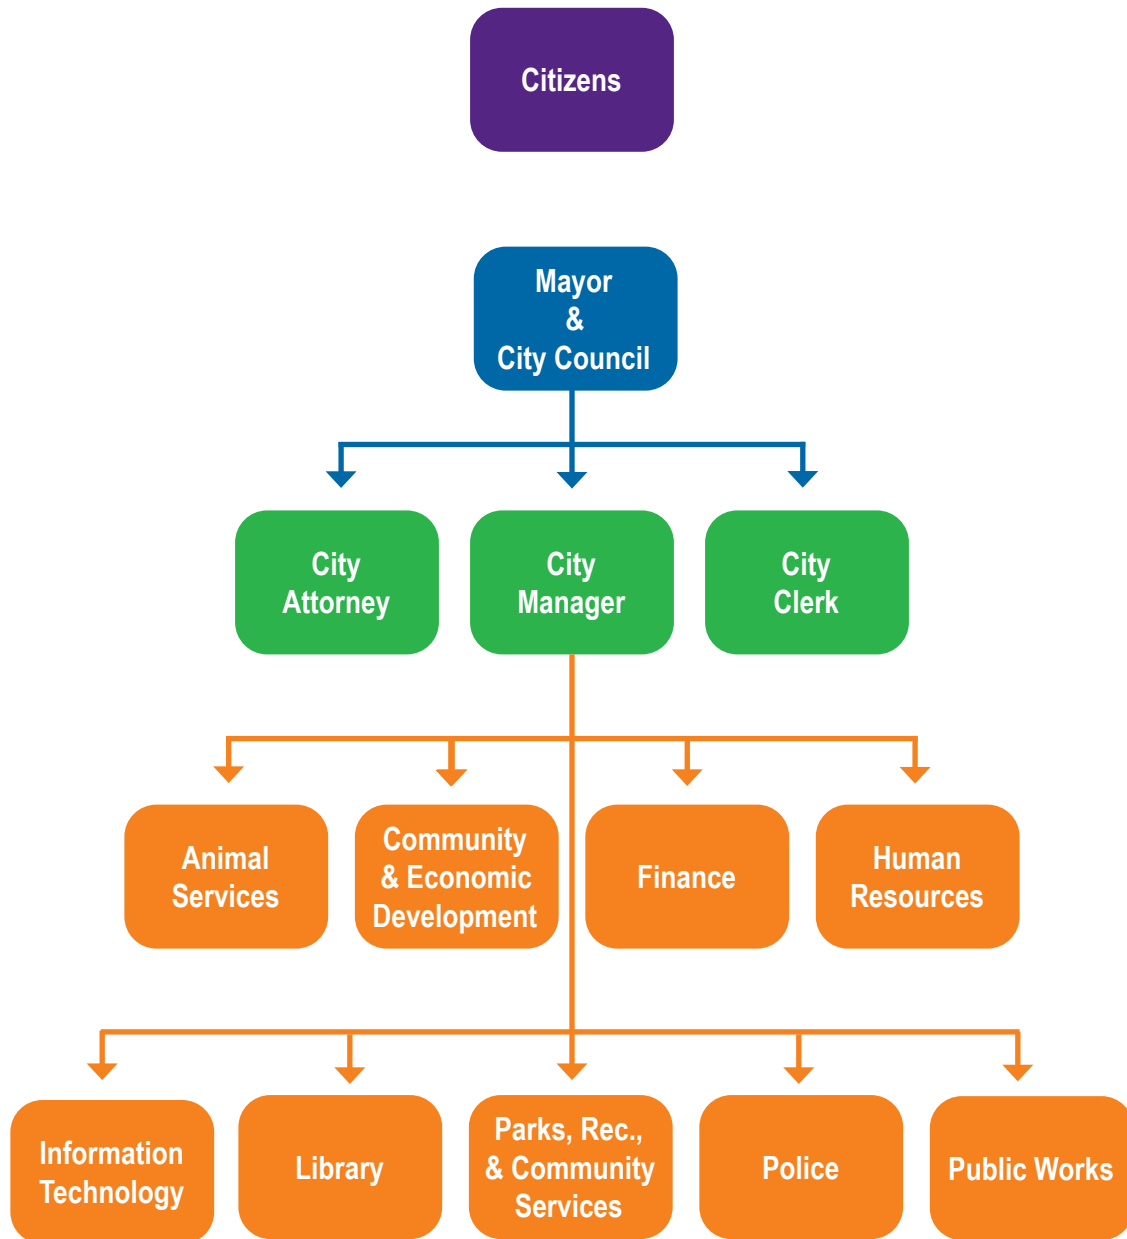 Citizens
Mayor
&
City Council
City
Attorney
City
Manager
City
Clerk
Animal
Services
Community
& Economic
Development
Finance
Human
Resources
Information
Technology
Library
Parks, Rec.,
& Community
Services
Police
Public Works